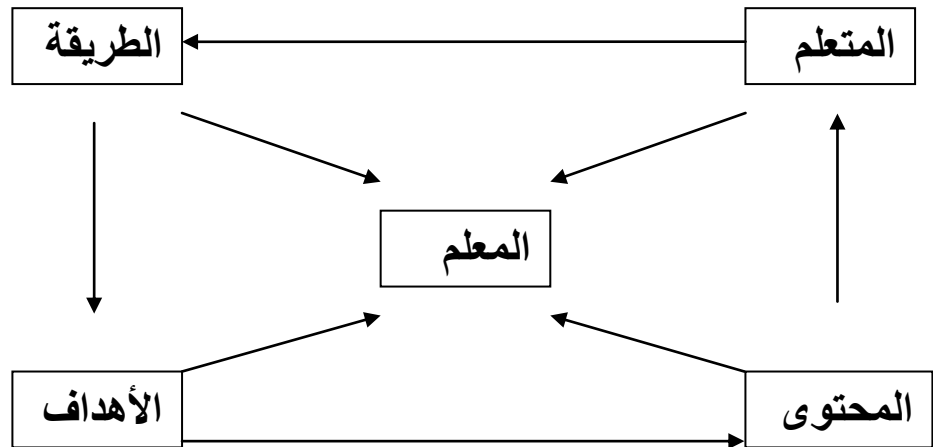 المتعلم
الطريقة
المعلم
المحتوى
الأهداف